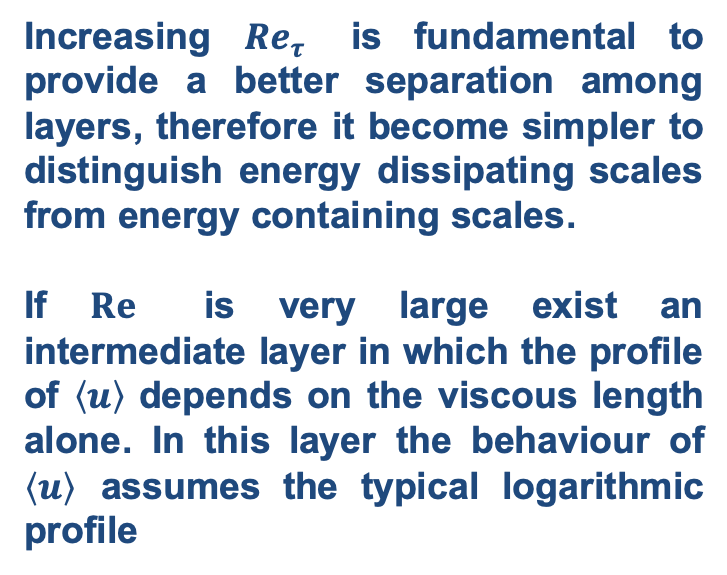 Increasing Re_τ is fundamental to
provide a better separation among
layers, therefore it become simpler to
distinguish energy dissipating scales
from energy containing scales.
If Re is very large exist an
intermediate layer in which the profile
of ⟨u⟩ depends on the viscous length
alone. In this layer the behaviour of
⟨u⟩ assumes the typical logarithmic
profile